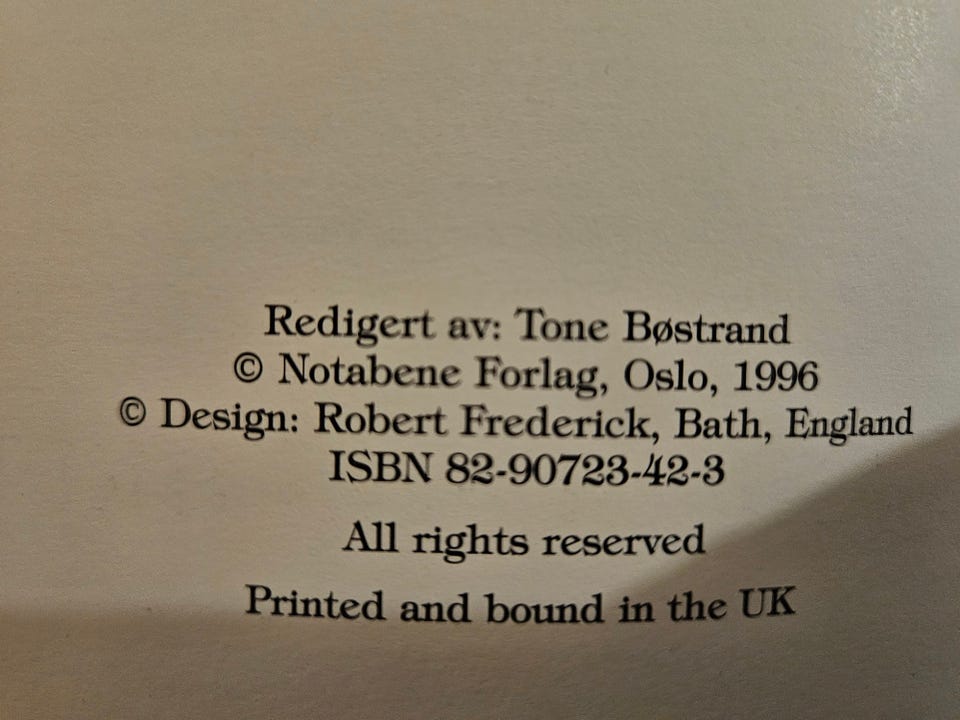 Redigert av: Tone Bøstrand
© Notabene Forlag, Oslo, 1996
© Design: Robert Frederick, Bath, England
ISBN 82-90723-42-3
All rights reserved
Printed and bound in the UK